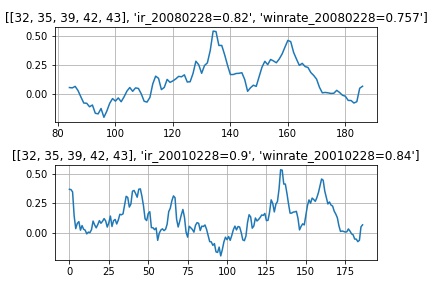 [[32, 35, 39, 42, 43], 'ir_20080228=0.82', 'winrate_20080228=0.757']
0.50
0.25
0.00
80 100 120 140 160 180
[[32, 35, 39, 42, 43], 'ir_20010228=0.9', 'winrate_20010228=0.84']
0.50
0.25
0.00
0 25 50 75 100 125 150 175